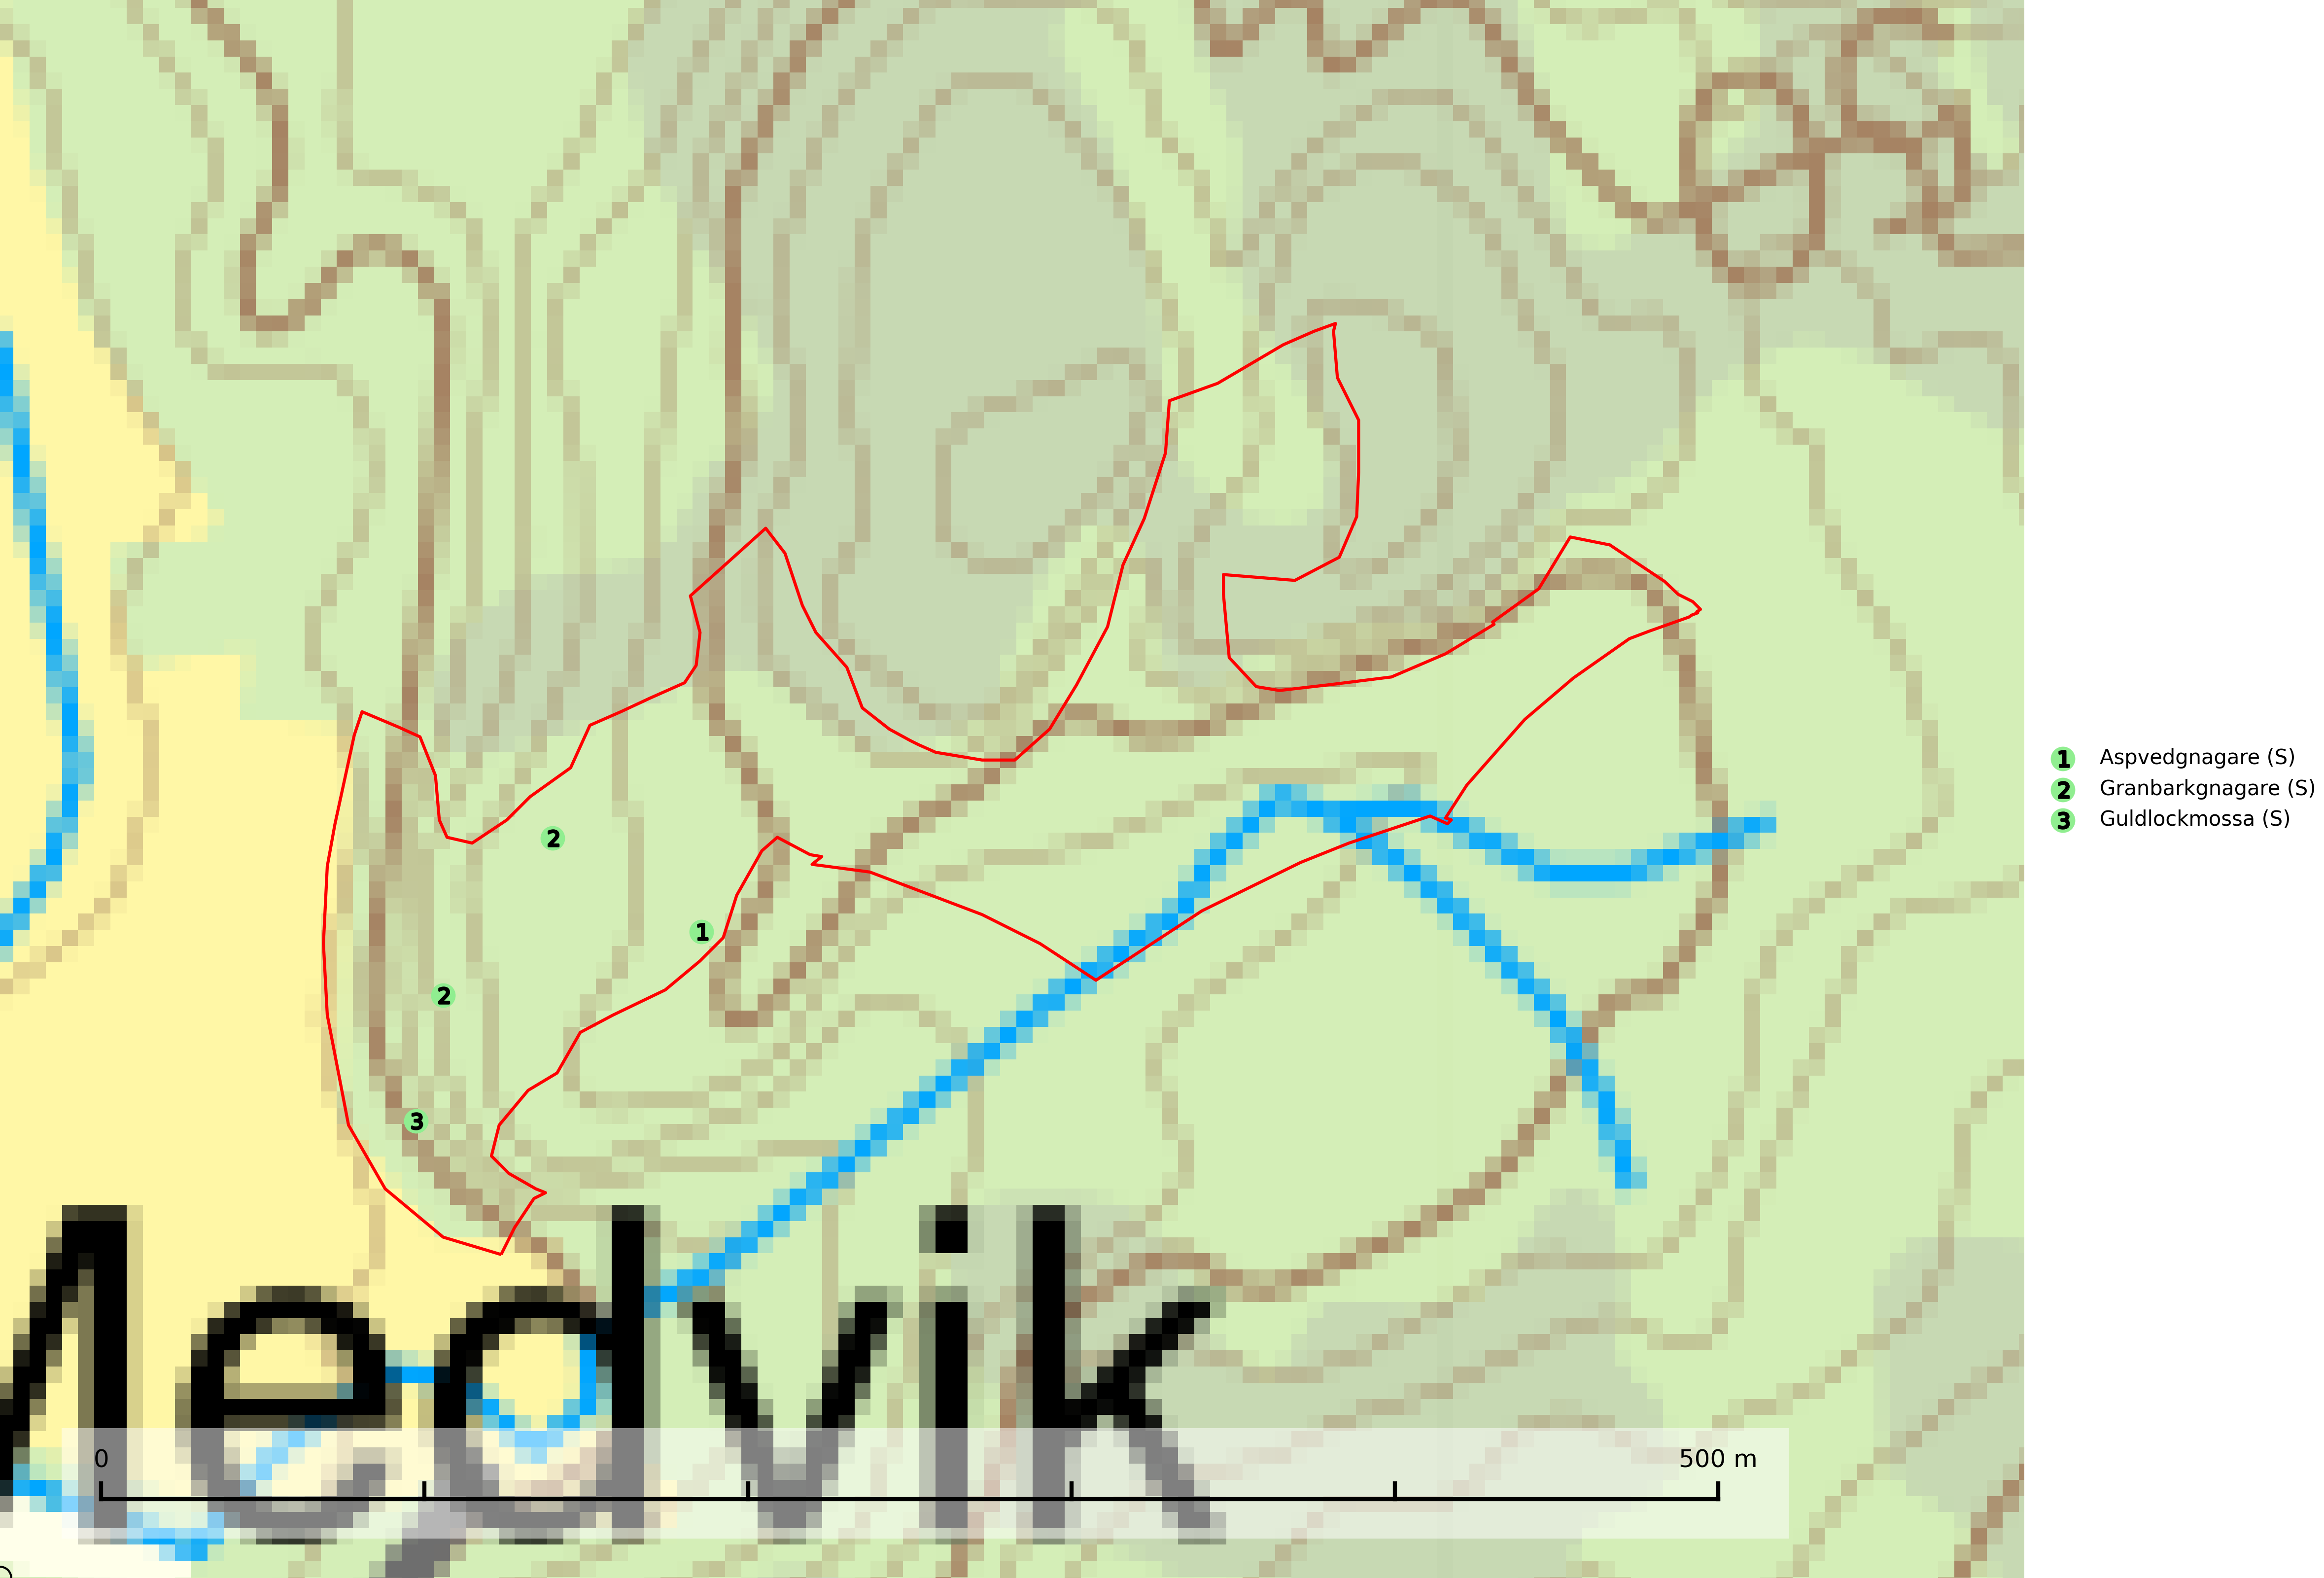 2
1
2
3
Medvik
0 500 m
1 Aspvedgnagare (S)
2 Granbarkgnagare (S)
3 Guldlockmossa (S)